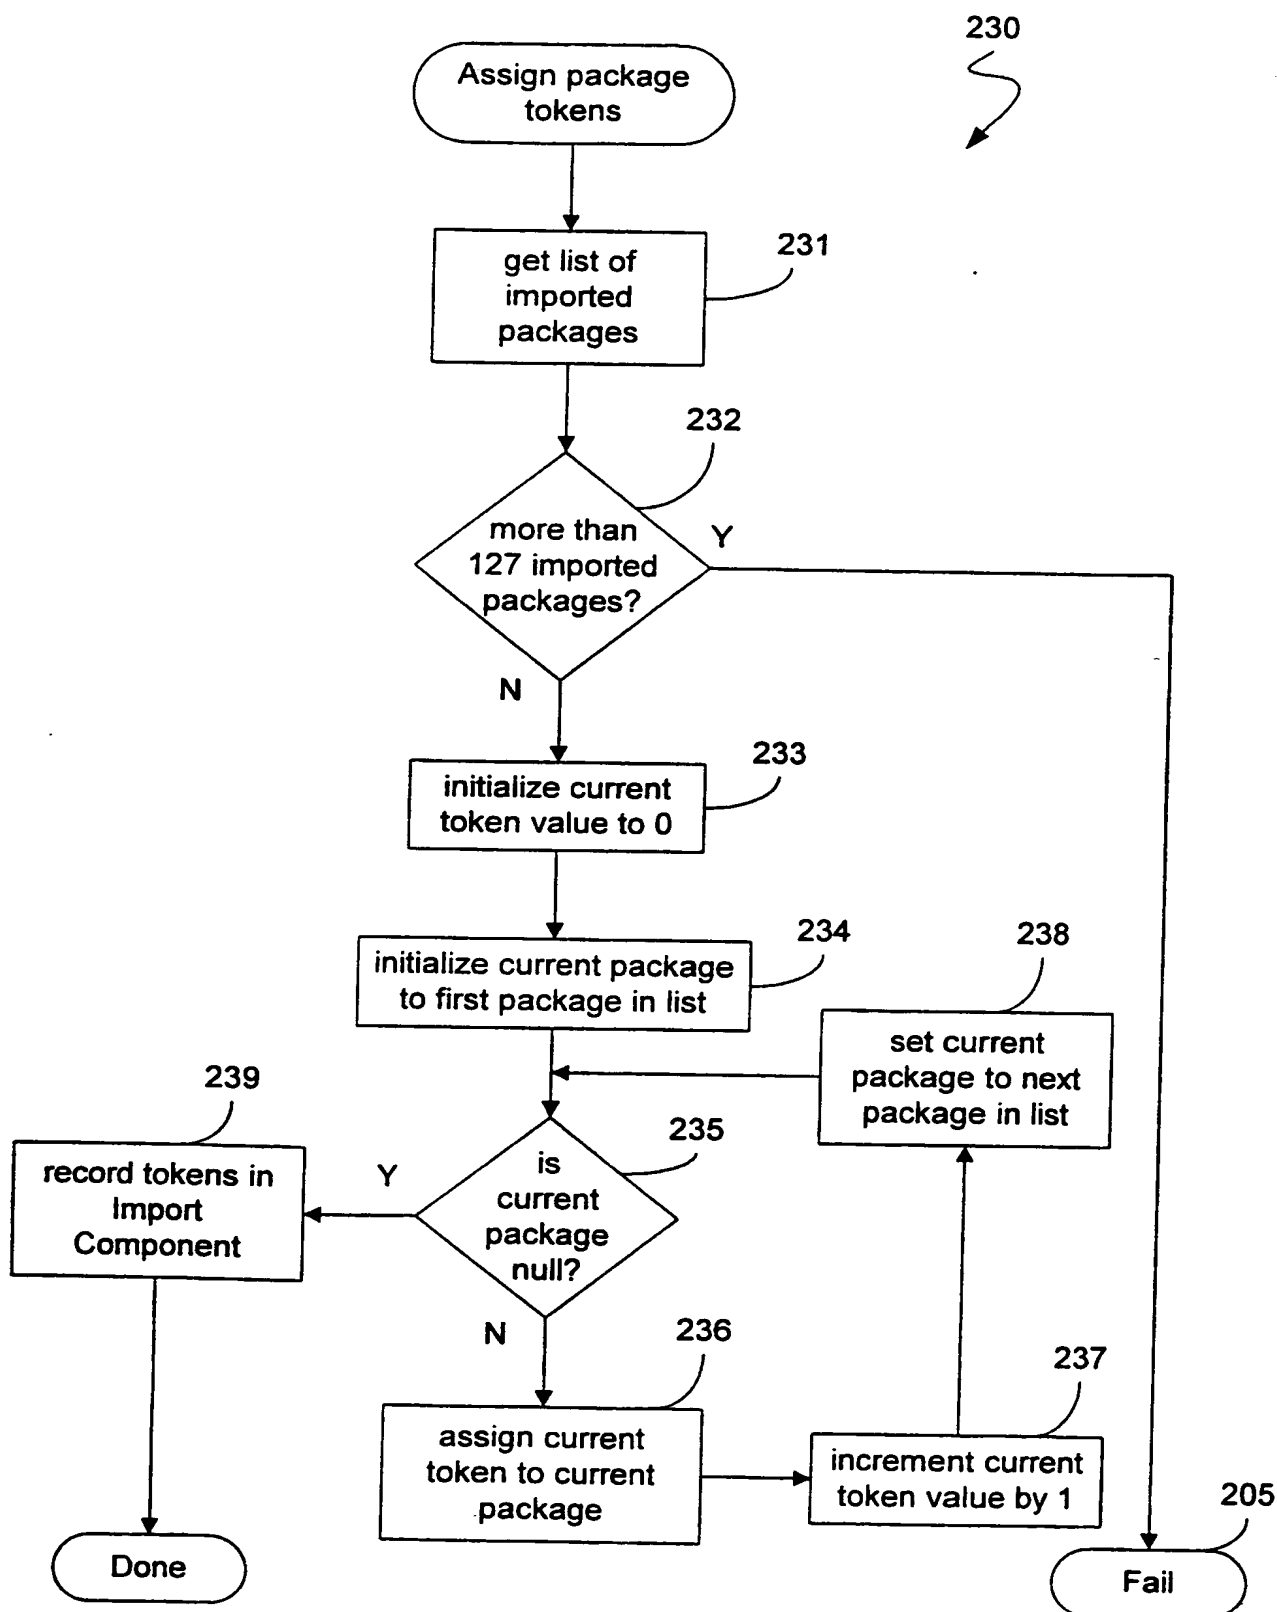 230
Assign package
tokens
231
get list of
imported
packages
232
more than
127 imported
packages?
Y
N
233
initialize current
token value to 0
234
initialize current package
to first package in list
238
set current
package to next
package in list
239
record tokens in
Import
Component
Y
235
is
current
package
null?
N
236
assign current
token to current
package
237
increment current
token value by 1
205
Done
Fail